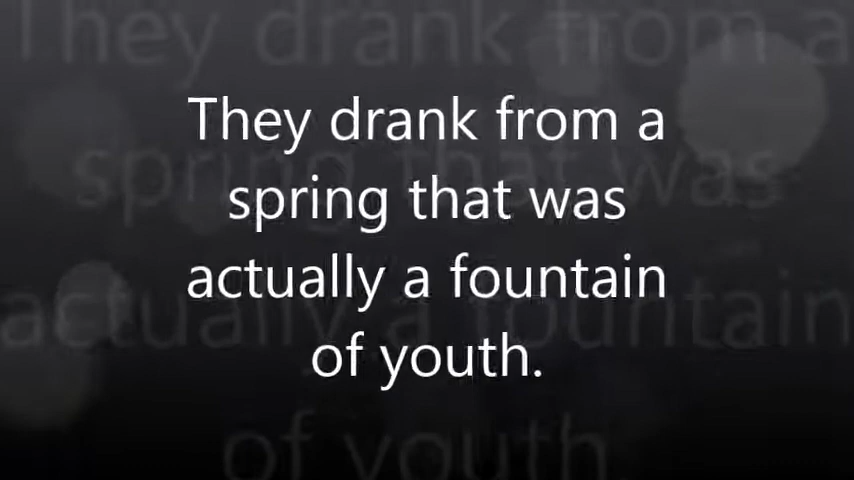 They drank from a
spring that was
actually a fountain
of youth.